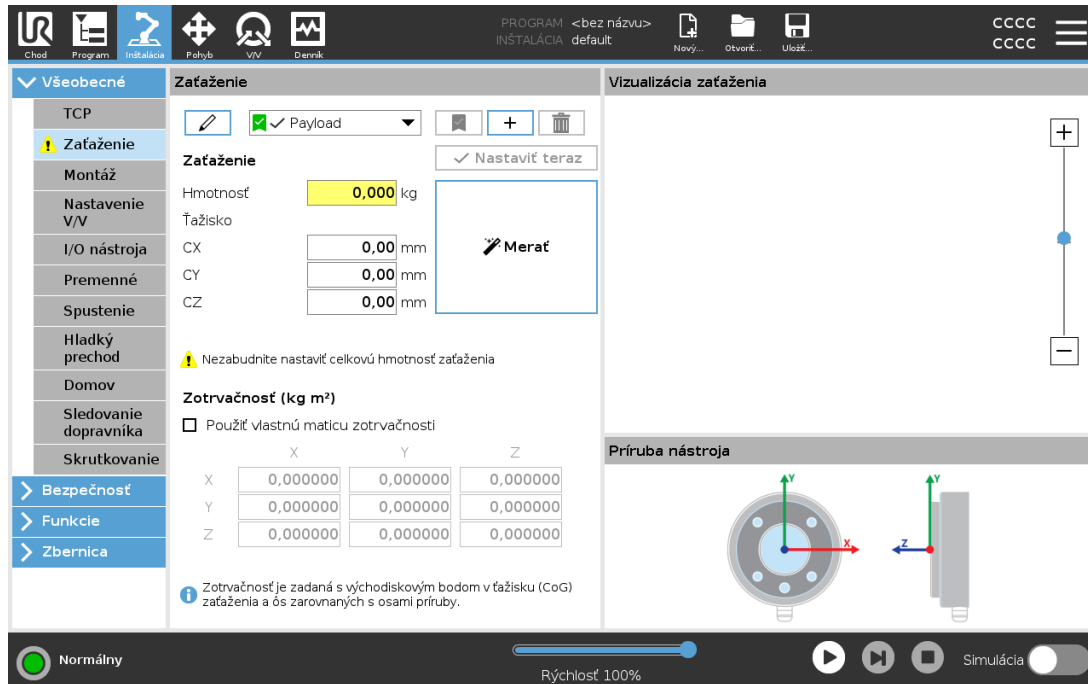 Chod
Program
Inštalácia
Pohyb
V/V
Denník
PROGRAM <bez názvu>
INŠTALÁCIA default
Nový...
Otvoriť...
Uložiť...
CCCC
CCCC
Všeobecné
TCP
Zaťaženie
Montáž
Nastavenie
V/V
I/O nástroja
Premenné
Spustenie
Hladký
prechod
Domov
Sledovanie
dopravníka
Skrutkovanie
Bezpečnosť
Funkcie
Zbernica
Zaťaženie
Payload
+
Zaťaženie
Nastaviť teraz
Hmotnosť 0,000 kg
Ťažisko
CX 0,00 mm
CY 0,00 mm
CZ 0,00 mm
Merať
Nezabudnite nastaviť celkovú hmotnosť zaťaženia
Zotrvačnosť (kg m²)
Použiť vlastnú maticu zotrvačnosti
X Y Z
X 0,000000 0,000000 0,000000
Y 0,000000 0,000000 0,000000
Z 0,000000 0,000000 0,000000
Zotrvačnosť je zadaná s východiskovým bodom v ťažisku (CoG)
zaťaženia a ós zarovnaných s osami príruby.
Vizualizácia zaťaženia
Príruba nástroja
Y
X
Y
Z
Normálny
Rýchlosť 100%
Simulácia